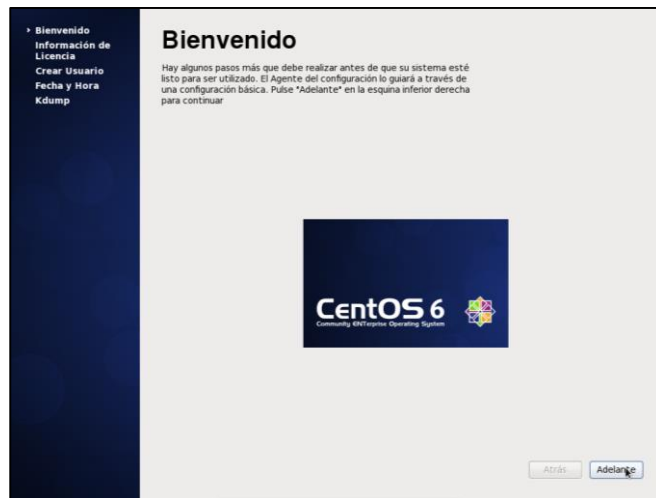 Bienvenido
Información de
Licencia
Crear Usuario
Fecha y Hora
Kdump
Bienvenido
Hay algunos pasos más que debe realizar antes de que su sistema esté
listo para ser utilizado. El Agente del configuración lo guiará a través de
una configuración básica. Pulse "Adelante" en la esquina inferior derecha
para continuar
CentOS 6
Community ENTerprise Operating System
Atrás
Adelante